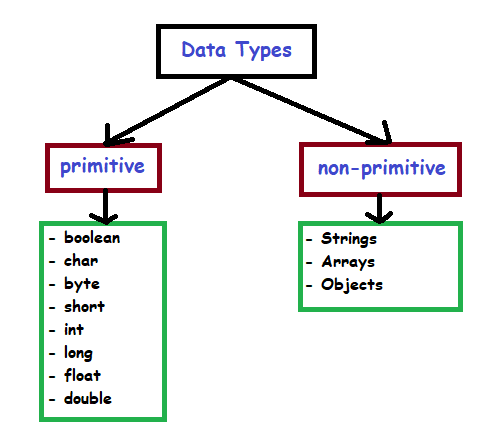 Data Types
primitive
non-primitive
- boolean
- char
- byte
- short
- int
- long
- float
- double
- Strings
- Arrays
- Objects